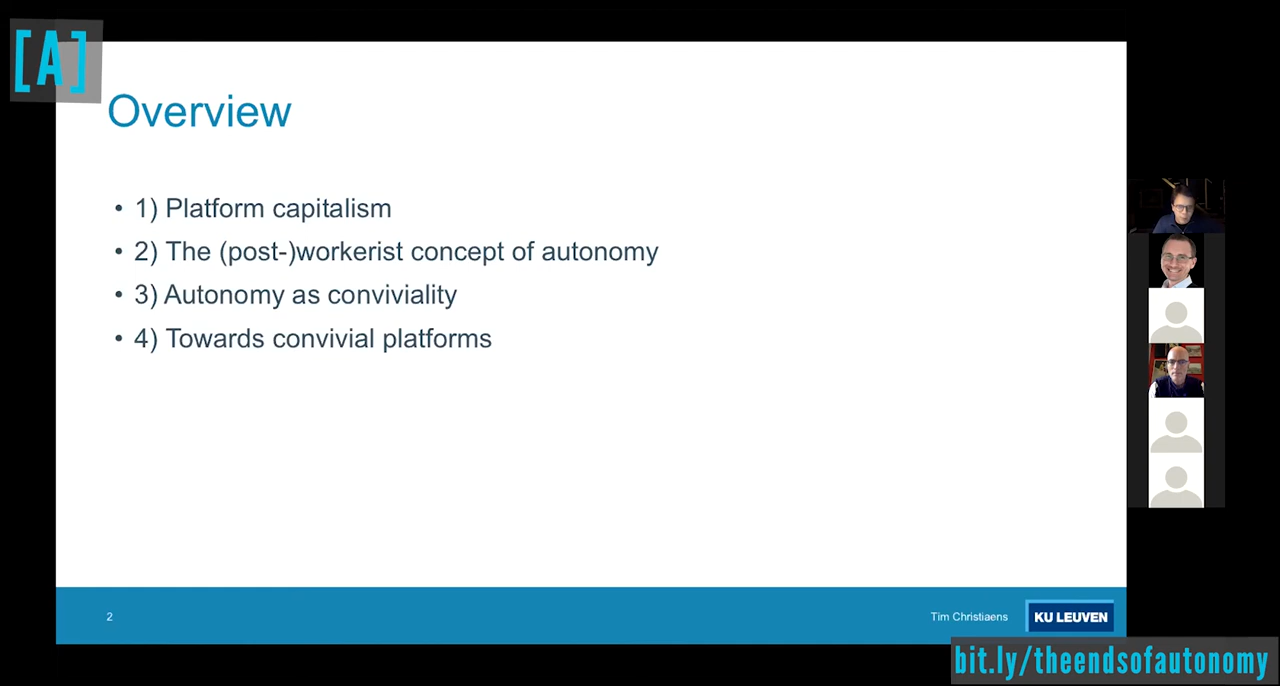 [A]
Overview
• 1) Platform capitalism
• 2) The (post-)workerist concept of autonomy
• 3) Autonomy as conviviality
• 4) Towards convivial platforms
2
Tim Christiaens
KU LEUVEN
bit.ly/theendsofautonomy